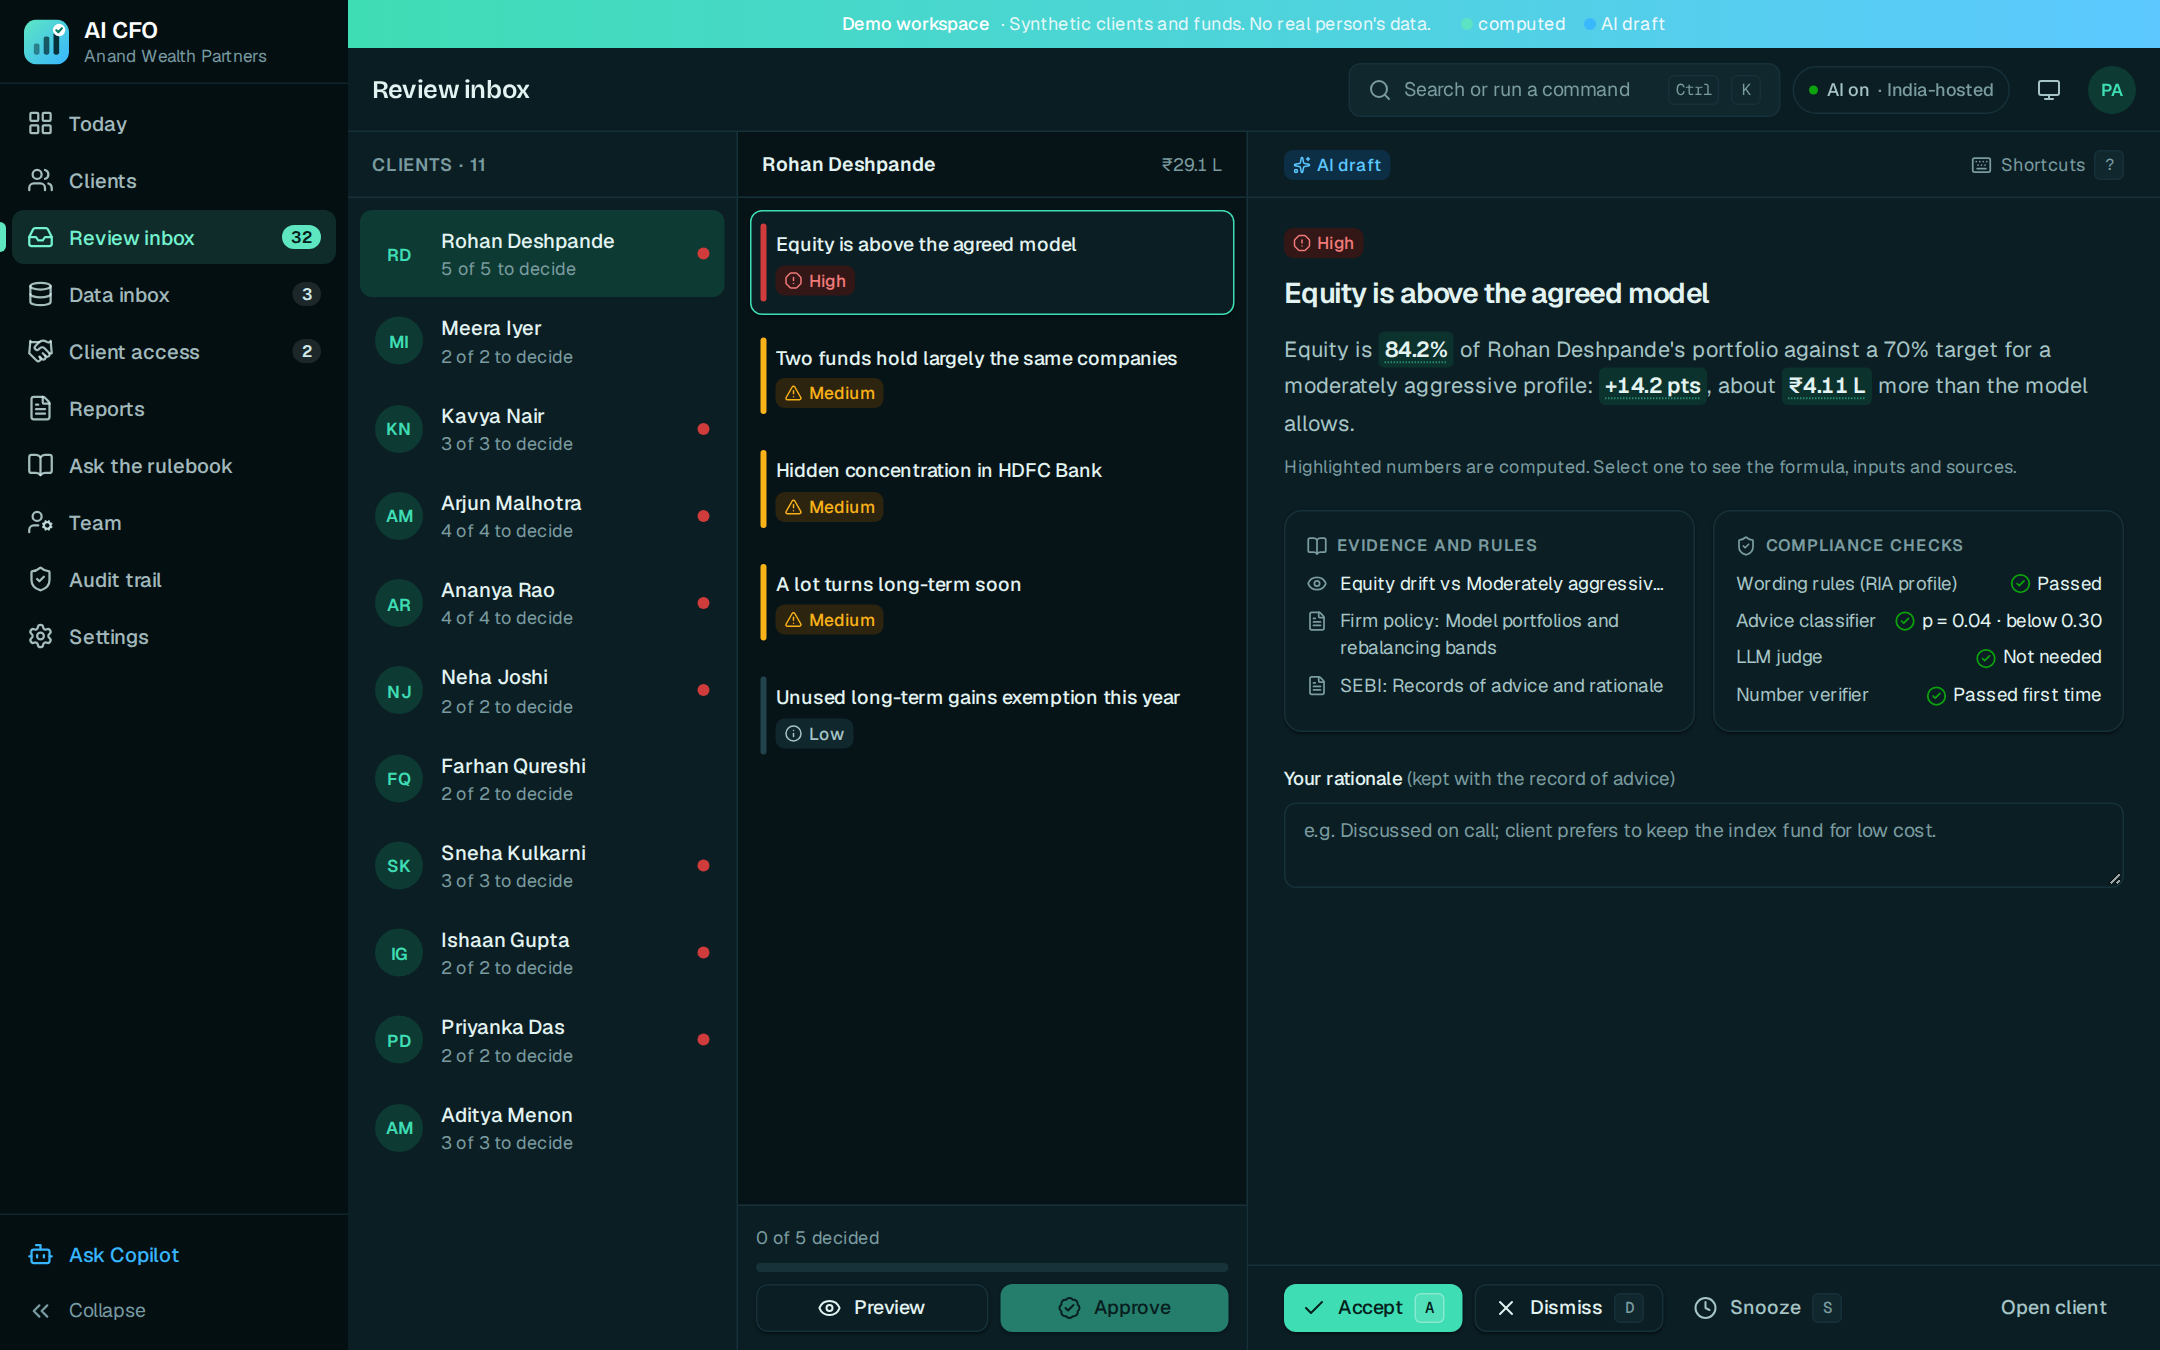 AI CFO
Anand Wealth Partners
Today
Clients
Review inbox 32
Data inbox 3
Client access 2
Reports
Ask the rulebook
Team
Audit trail
Settings
Ask Copilot
Collapse
Demo workspace · Synthetic clients and funds. No real person's data. computed AI draft
Review inbox
Search or run a command Ctrl K
AI on · India-hosted
PA
CLIENTS · 11
RD Rohan Deshpande
5 of 5 to decide
MI Meera Iyer
2 of 2 to decide
KN Kavya Nair
3 of 3 to decide
AM Arjun Malhotra
4 of 4 to decide
AR Ananya Rao
4 of 4 to decide
NJ Neha Joshi
2 of 2 to decide
FQ Farhan Qureshi
2 of 2 to decide
SK Sneha Kulkarni
3 of 3 to decide
IG Ishaan Gupta
2 of 2 to decide
PD Priyanka Das
2 of 2 to decide
AM Aditya Menon
3 of 3 to decide
Rohan Deshpande ₹29.1 L
Equity is above the agreed model
High
Two funds hold largely the same companies
Medium
Hidden concentration in HDFC Bank
Medium
A lot turns long-term soon
Medium
Unused long-term gains exemption this year
Low
0 of 5 decided
Preview
Approve
AI draft
Shortcuts ?
High
Equity is above the agreed model
Equity is 84.2% of Rohan Deshpande's portfolio against a 70% target for a
moderately aggressive profile: +14.2 pts, about ₹4.11 L more than the model
allows.
Highlighted numbers are computed. Select one to see the formula, inputs and sources.
EVIDENCE AND RULES
Equity drift vs Moderately aggressiv...
Firm policy: Model portfolios and
rebalancing bands
SEBI: Records of advice and rationale
COMPLIANCE CHECKS
Wording rules (RIA profile) Passed
Advice classifier p = 0.04 · below 0.30
LLM judge Not needed
Number verifier Passed first time
Your rationale (kept with the record of advice)
e.g. Discussed on call; client prefers to keep the index fund for low cost.
Accept A
Dismiss D
Snooze S
Open client